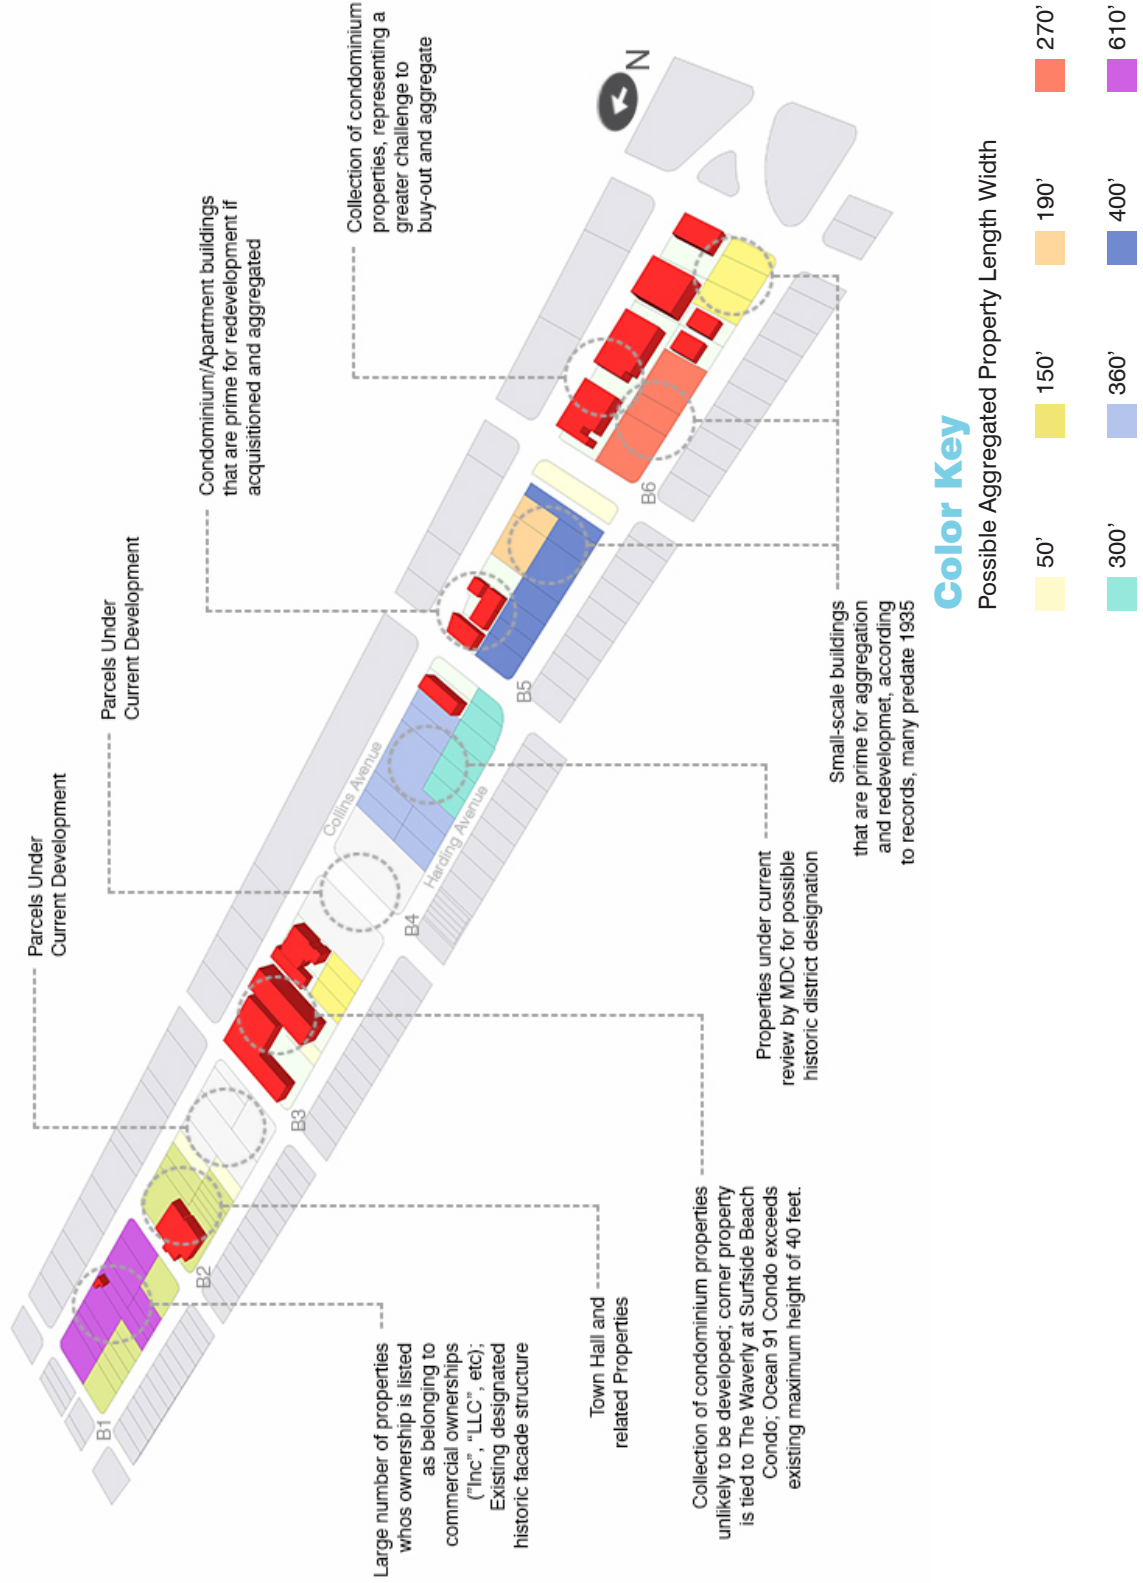 Parcels Under
Current Development
Parcels Under
Current Development
Condominium/Apartment buildings
that are prime for redevelopment if
acquisitioned and aggregated
Collection of condominium
properties, representing a
greater challenge to
buy-out and aggregate
N
Collins Avenue
Harding Avenue
B1
B2
B3
B4
B5
B6
Large number of properties
whos ownership is listed
as belonging to
commercial ownerships
("Inc", “LLC” , etc);
Existing designated
historic facade structure
Town Hall and
related Properties
Collection of condominium properties
unlikely to be developed; corner property
is tied to The Waverly at Surfside Beach
Condo; Ocean 91 Condo exceeds
existing maximum height of 40 feet.
Properties under current
review by MDC for possible
historic district designation
Small-scale buildings
that are prime for aggregation
and redevelopmet, according
to records, many predate 1935
Color Key
Possible Aggregated Property Length Width
50’
150’
190’
270’
300’
360’
400’
610’